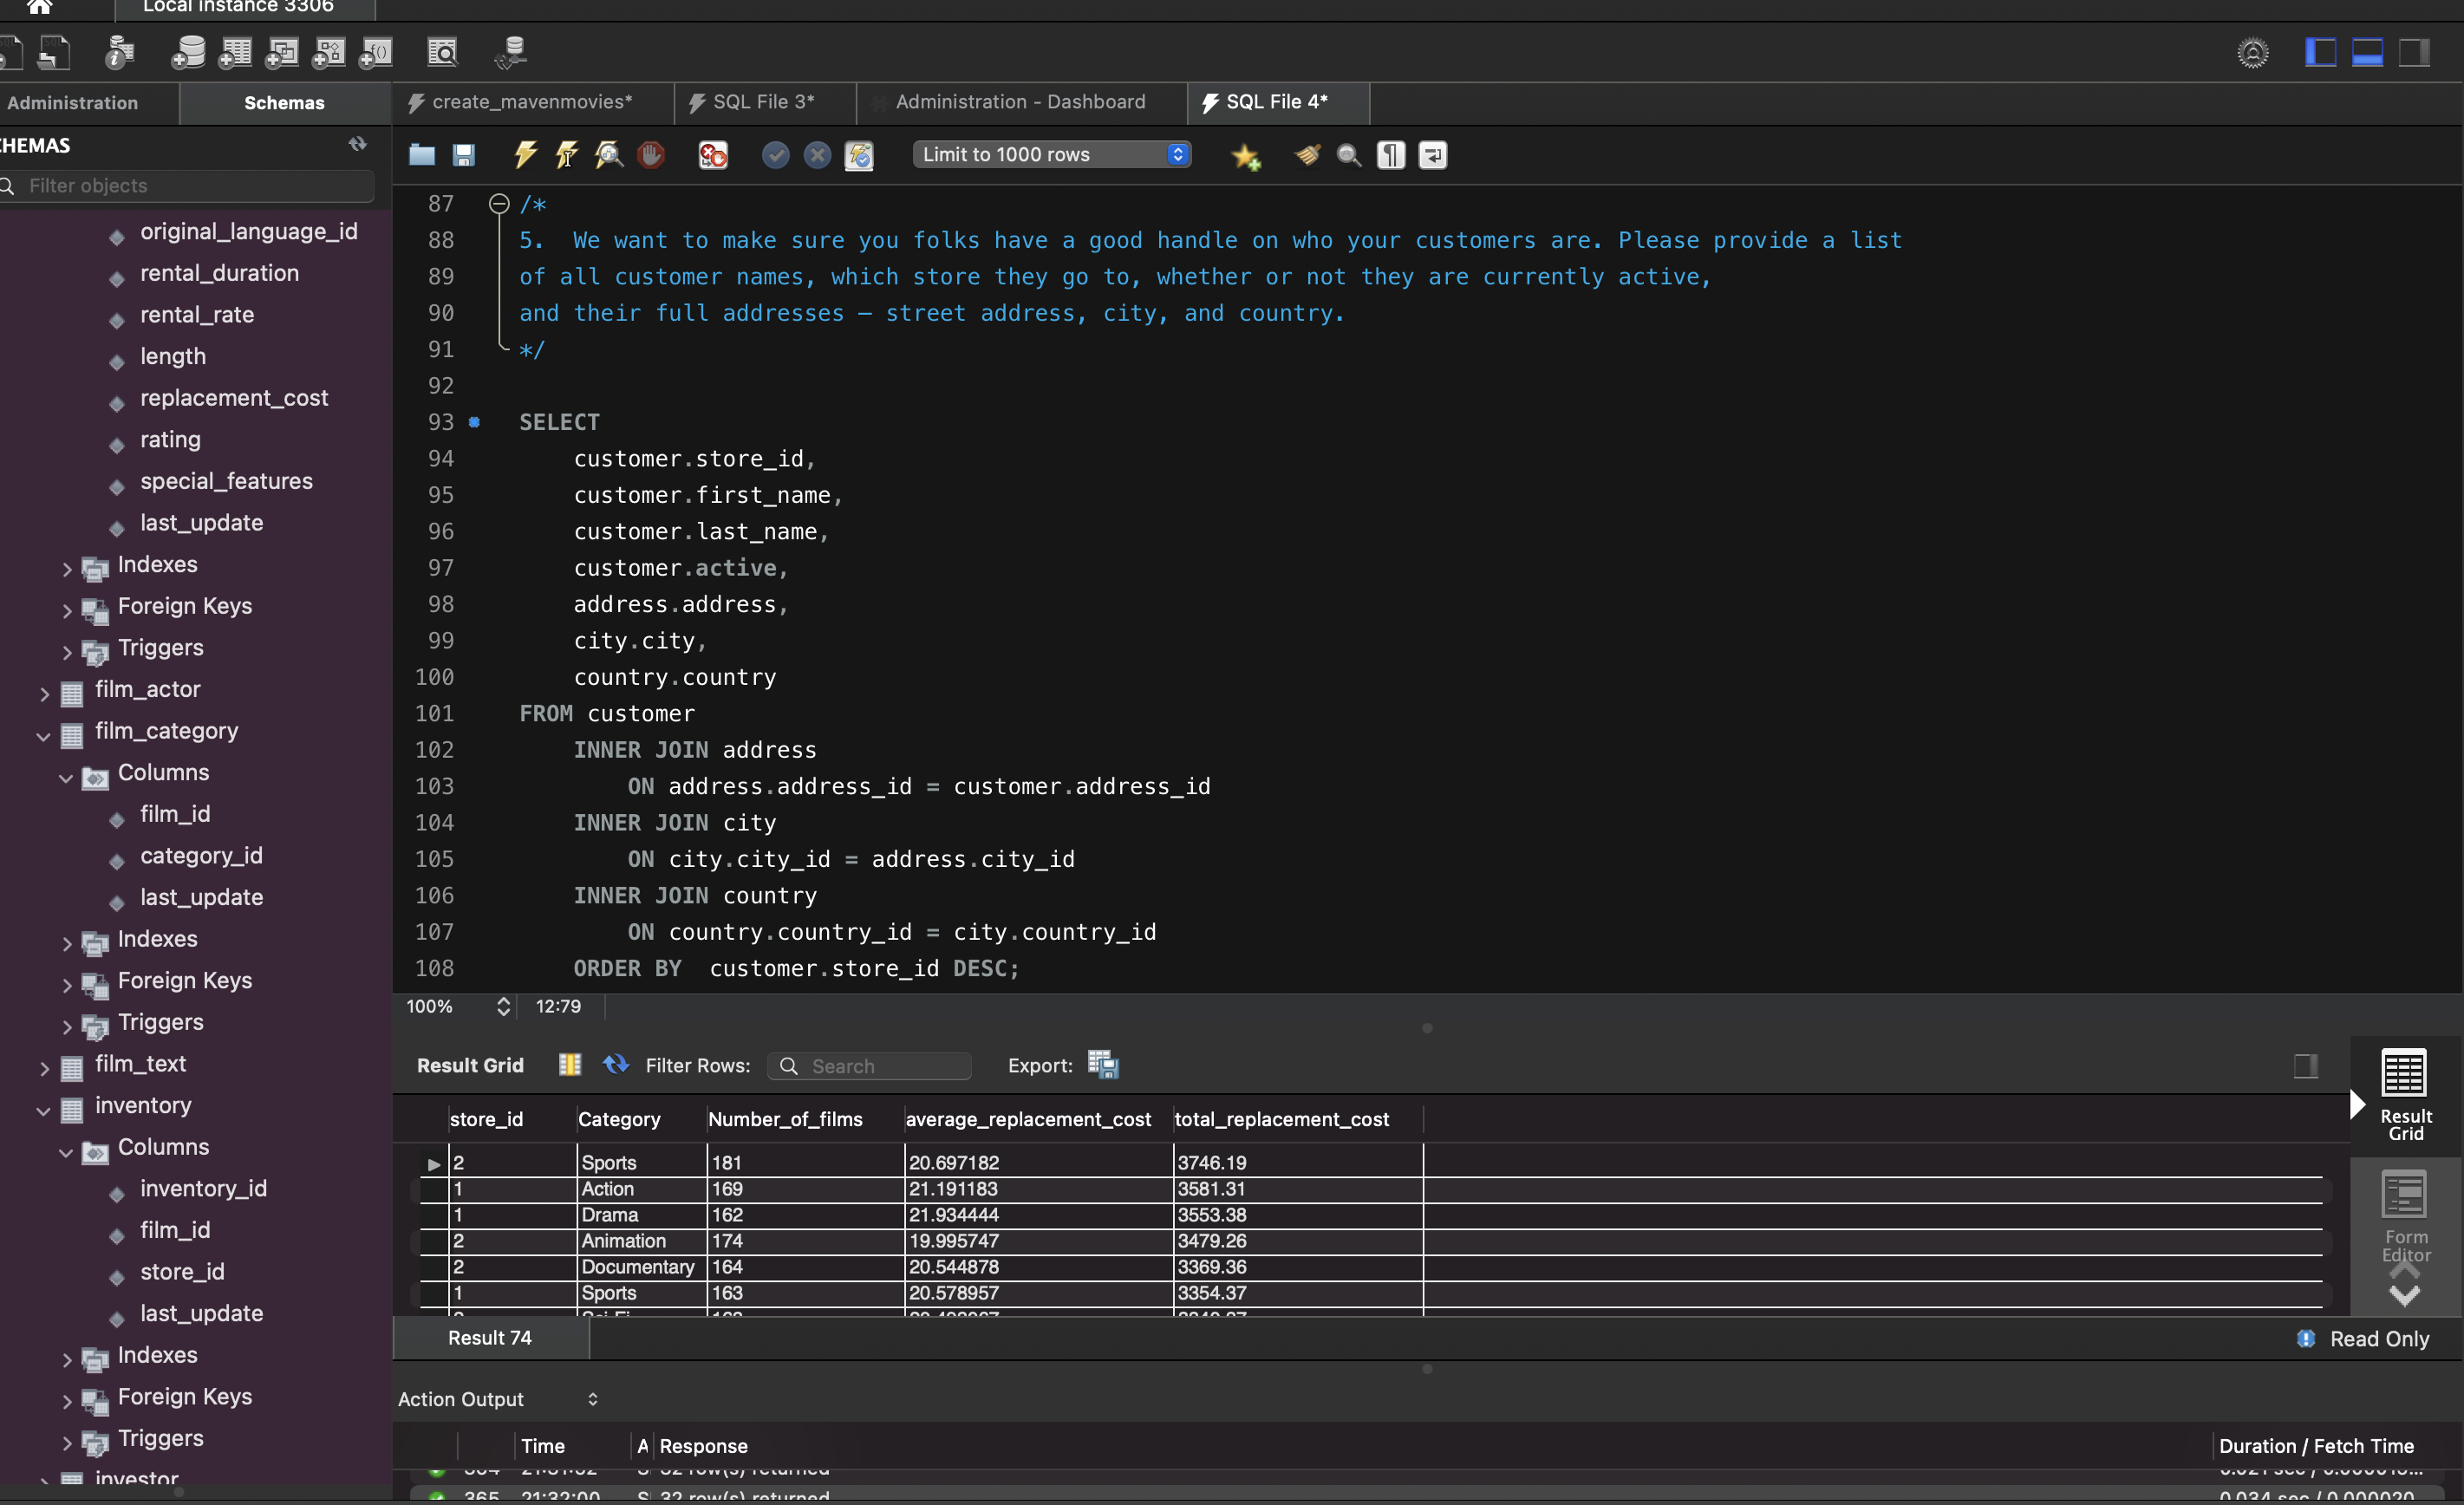 Local instance 3306
Administration
Schemas
create_mavenmovies*
SQL File 3*
Administration - Dashboard
SQL File 4*
HEMAS
Filter objects
Limit to 1000 rows
original_language_id
rental_duration
rental_rate
length
replacement_cost
rating
special_features
last_update
Indexes
Foreign Keys
Triggers
film_actor
film_category
Columns
film_id
category_id
last_update
Indexes
Foreign Keys
Triggers
film_text
inventory
Columns
inventory_id
film_id
store_id
last_update
Indexes
Foreign Keys
Triggers
investor
87 /*
88 5.  We want to make sure you folks have a good handle on who your customers are. Please provide a list
89 of all customer names, which store they go to, whether or not they are currently active,
90 and their full addresses – street address, city, and country.
91 */
92
93 SELECT
94 customer.store_id,
95 customer.first_name,
96 customer.last_name,
97 customer.active,
98 address.address,
99 city.city,
100 country.country
101 FROM customer
102 INNER JOIN address
103 ON address.address_id = customer.address_id
104 INNER JOIN city
105 ON city.city_id = address.city_id
106 INNER JOIN country
107 ON country.country_id = city.country_id
108 ORDER BY  customer.store_id DESC;
100% 12:79
Result Grid Filter Rows: Search Export:
store_id Category Number_of_films average_replacement_cost total_replacement_cost
2 Sports 181 20.697182 3746.19
1 Action 169 21.191183 3581.31
1 Drama 162 21.934444 3553.38
2 Animation 174 19.995747 3479.26
2 Documentary 164 20.544878 3369.36
1 Sports 163 20.578957 3354.37
Result Grid
Form Editor
Result 74
Read Only
Action Output
Time A Response Duration / Fetch Time
32 row(s) returned
365 21:32:00 S 32 row(s) returned 0.034 sec / 0.000020